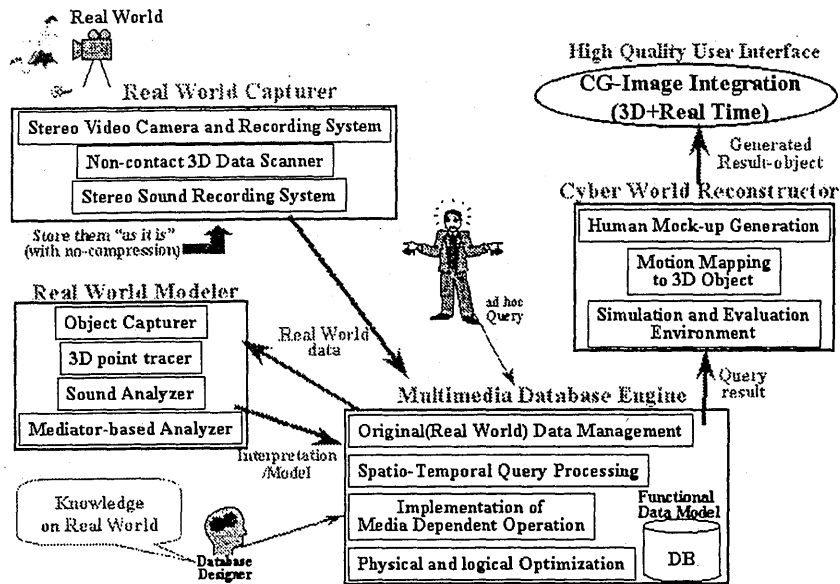 Real World
Real World Capturer
Stereo Video Camera and Recording System
Non-contact 3D Data Scanner
Stereo Sound Recording System
Store them "as it is"
(with no-compression)
High Quality User Interface
CG-Image Integration
(3D+Real Time)
Generated
Result-object
Cyber World Reconstructor
Human Mock-up Generation
Motion Mapping
to 3D Object
Simulation and Evaluation
Environment
Query
result
ad hoc
Query
Real World Modeler
Object Capturer
3D point tracer
Sound Analyzer
Mediator-based Analyzer
Real World
data
Interpretation
/Model
Multimedia Database Engine
Original(Real World) Data Management
Spatio-Temporal Query Processing
Implementation of
Media Dependent Operation
Physical and logical Optimization
Functional
Data Model
DB
Knowledge
on Real World
Database
Designer